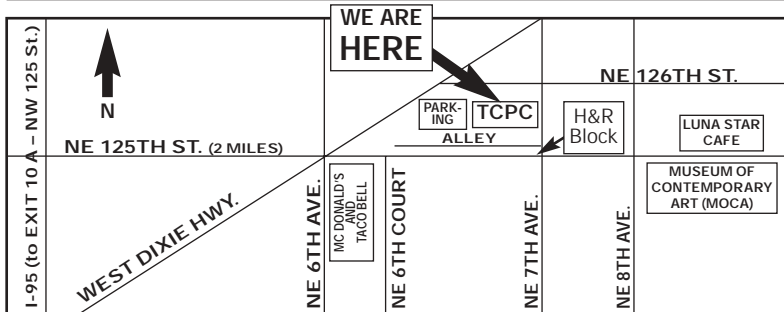 WE ARE
HERE
I-95 (to EXIT 10 A – NW 125 St.)
N
NE 126TH ST.
PARK-
ING
TCPC
H&R
Block
ALLEY
LUNA STAR
CAFE
NE 125TH ST. (2 MILES)
MUSEUM OF
CONTEMPORARY
ART (MOCA)
WEST DIXIE HWY.
NE 6TH AVE.
MC DONALD'S
AND
TACO BELL
NE 6TH COURT
NE 7TH AVE.
NE 8TH AVE.